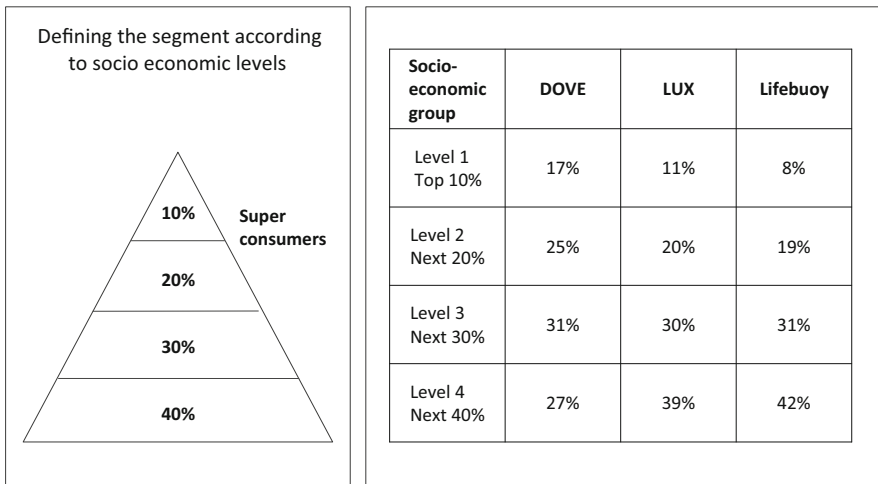 Defining the segment according
to socio economic levels
10%
Super
consumers
20%
30%
40%
Socio-
economic
group
DOVE
LUX
Lifebuoy
Level 1
Top 10%
17%
11%
8%
Level 2
Next 20%
25%
20%
19%
Level 3
Next 30%
31%
30%
31%
Level 4
Next 40%
27%
39%
42%